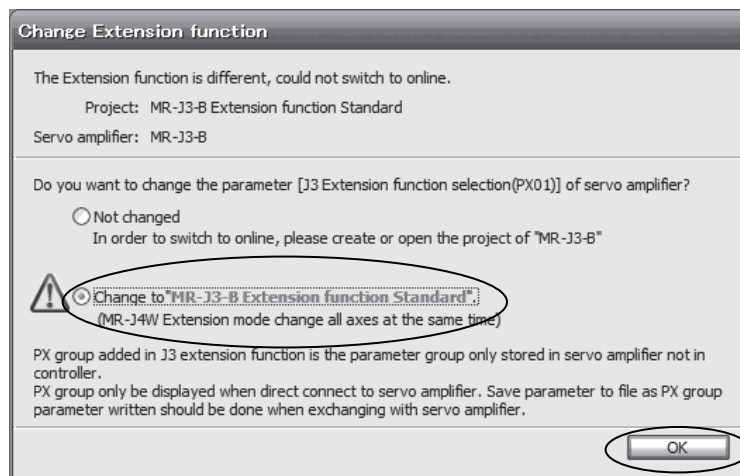 Change Extension function
The Extension function is different, could not switch to online.
Project: MR-J3-B Extension function Standard
Servo amplifier: MR-J3-B
Do you want to change the parameter [J3 Extension function selection(PX01)] of servo amplifier?
Not changed
In order to switch to online, please create or open the project of "MR-J3-B"
Change to"MR-J3-B Extension function Standard".
(MR-J4W Extension mode change all axes at the same time)
PX group added in J3 extension function is the parameter group only stored in servo amplifier not in
controller.
PX group only be displayed when direct connect to servo amplifier. Save parameter to file as PX group
parameter written should be done when exchanging with servo amplifier.
OK